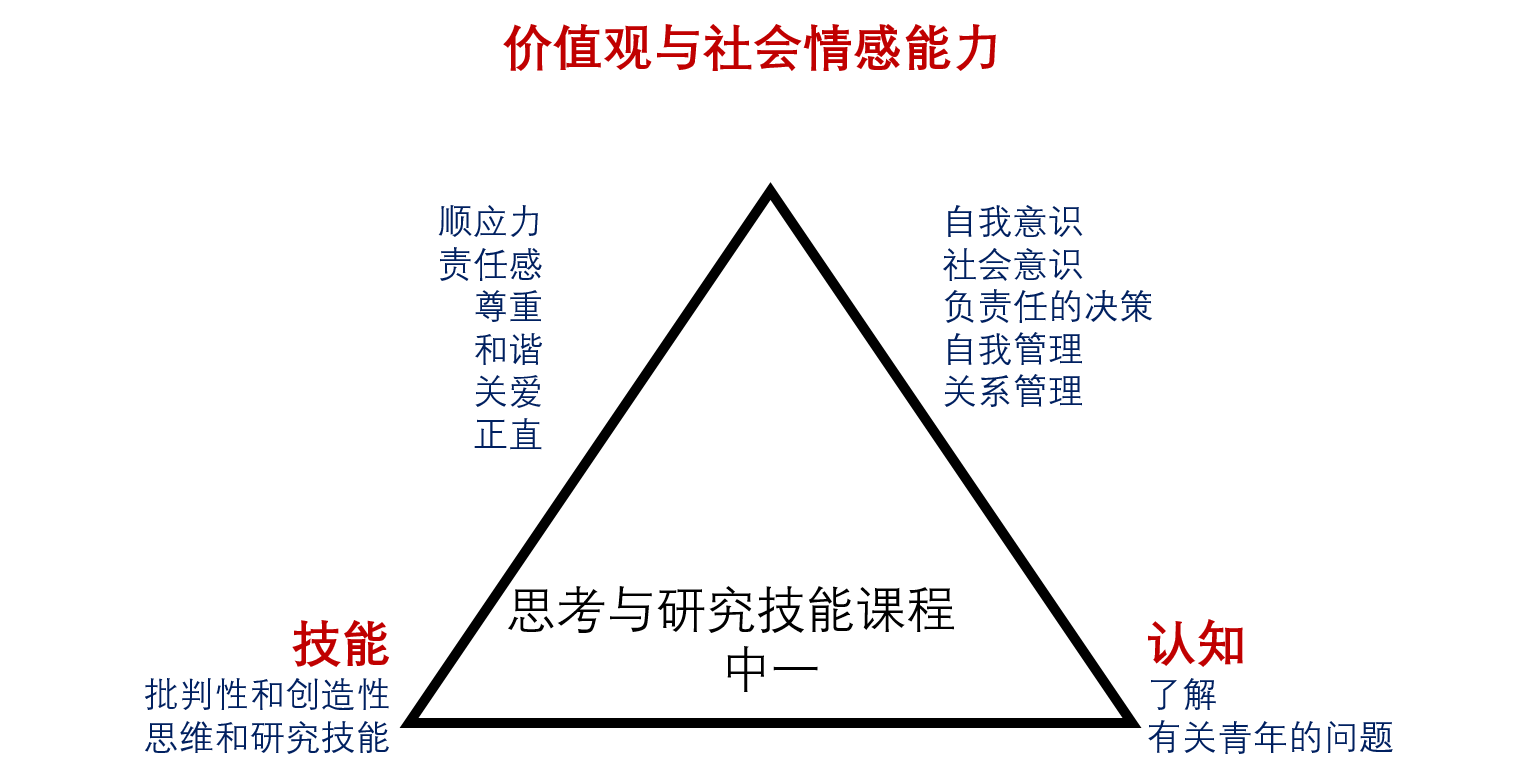 价值观与社会情感能力
顺应力
责任感
尊重
和谐
关爱
正直
自我意识
社会意识
负责任的决策
自我管理
关系管理
思考与研究技能课程
中一
技能
批判性和创造性
思维和研究技能
认知
了解
有关青年的问题